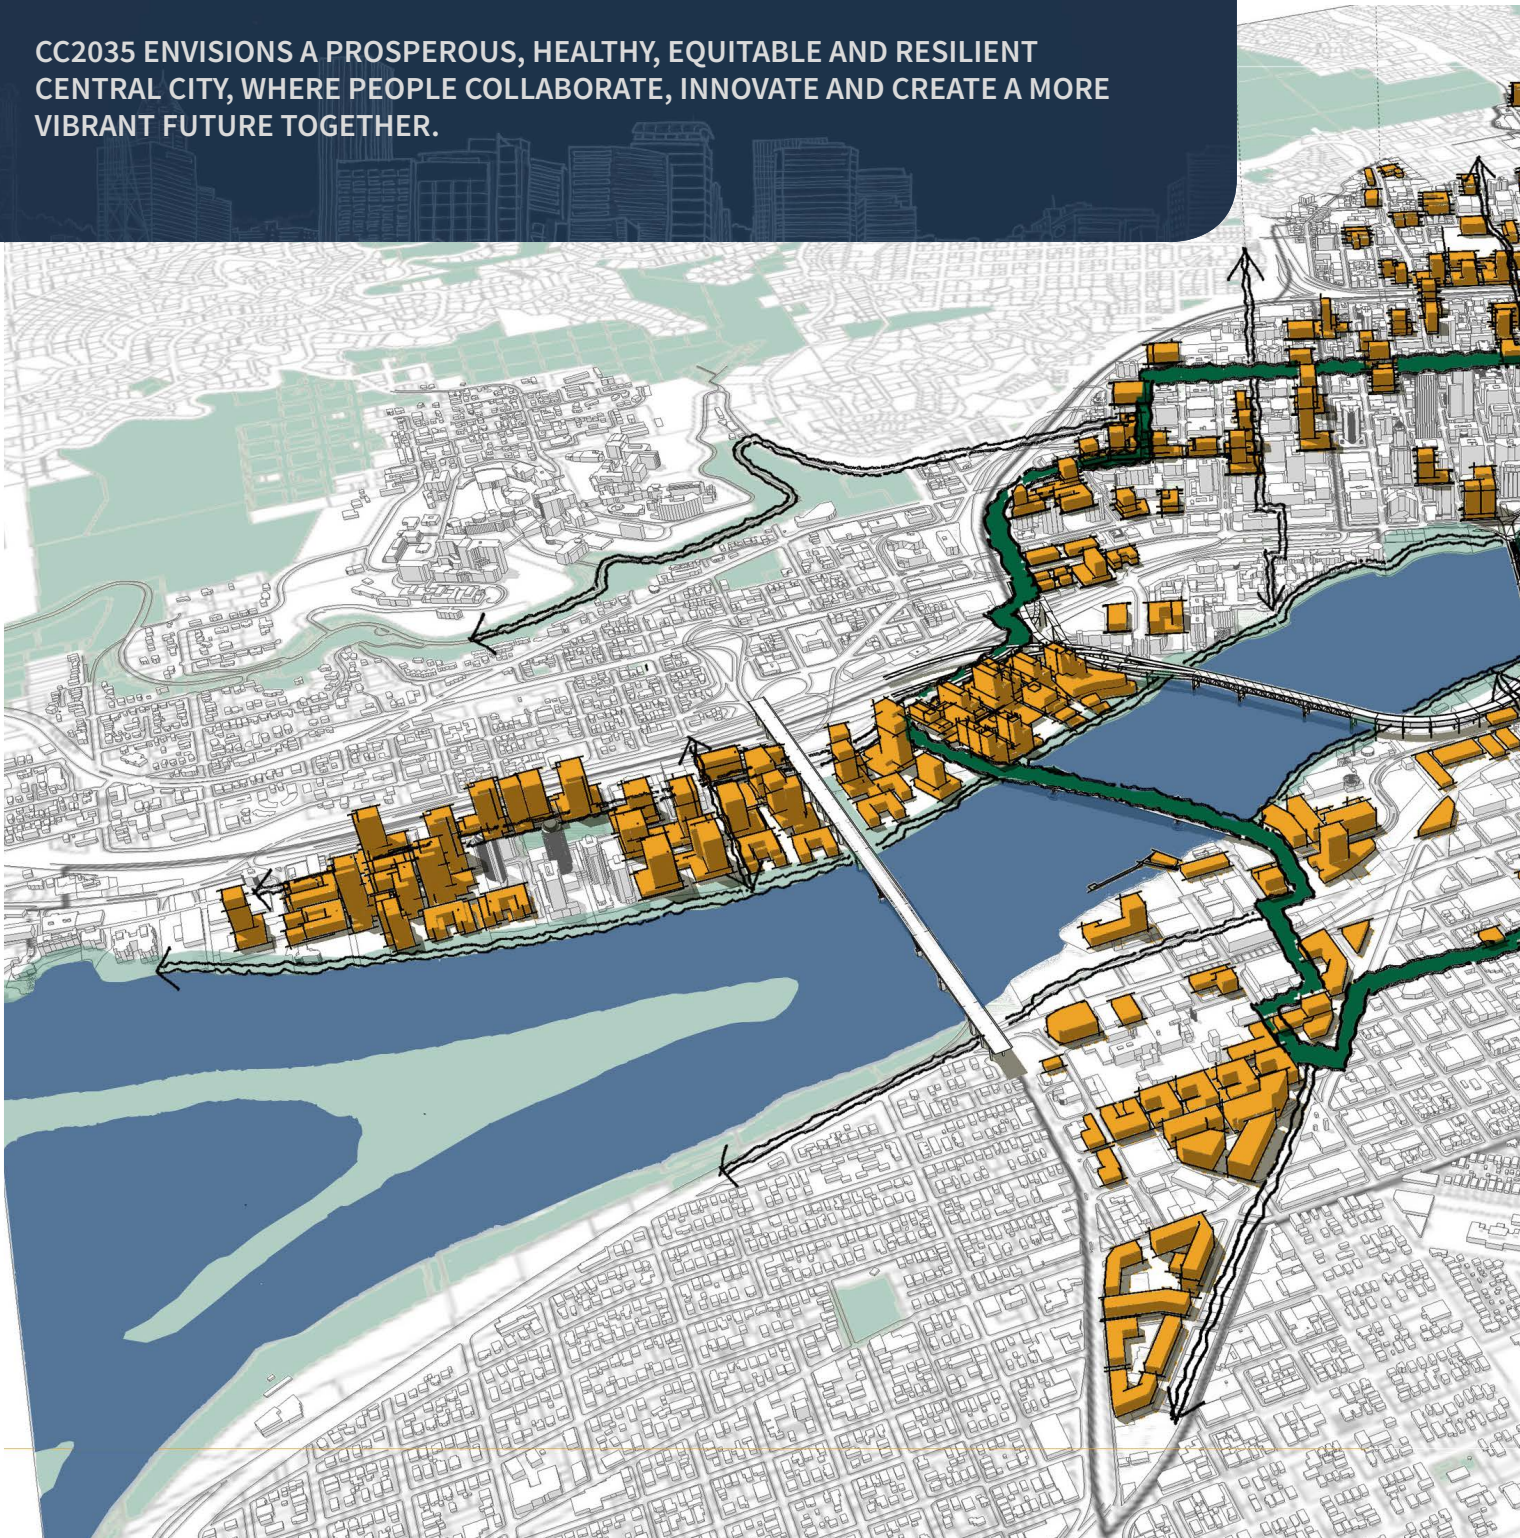 CC2035 ENVISIONS A PROSPEROUS, HEALTHY, EQUITABLE AND RESILIENT
CENTRAL CITY, WHERE PEOPLE COLLABORATE, INNOVATE AND CREATE A MORE
VIBRANT FUTURE TOGETHER.